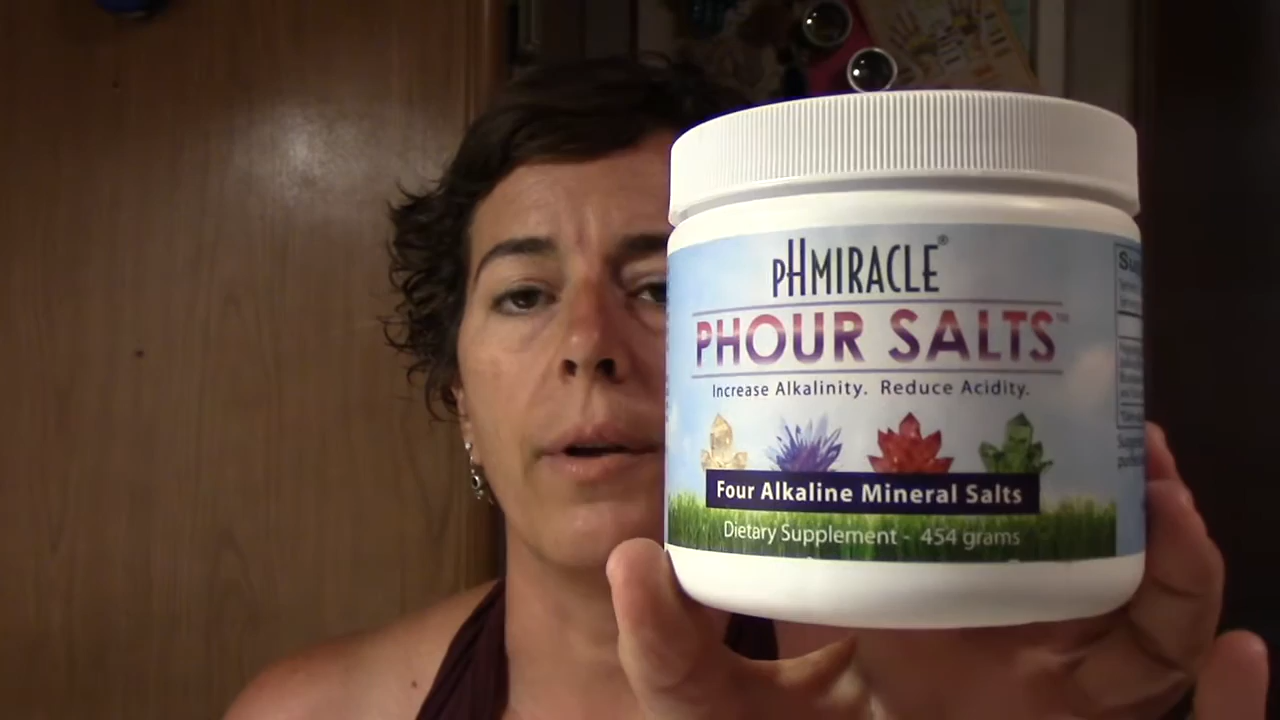 pHMIRACLE®
PHOUR SALTS™
Increase Alkalinity. Reduce Acidity.
Four Alkaline Mineral Salts
Dietary Supplement - 454 grams